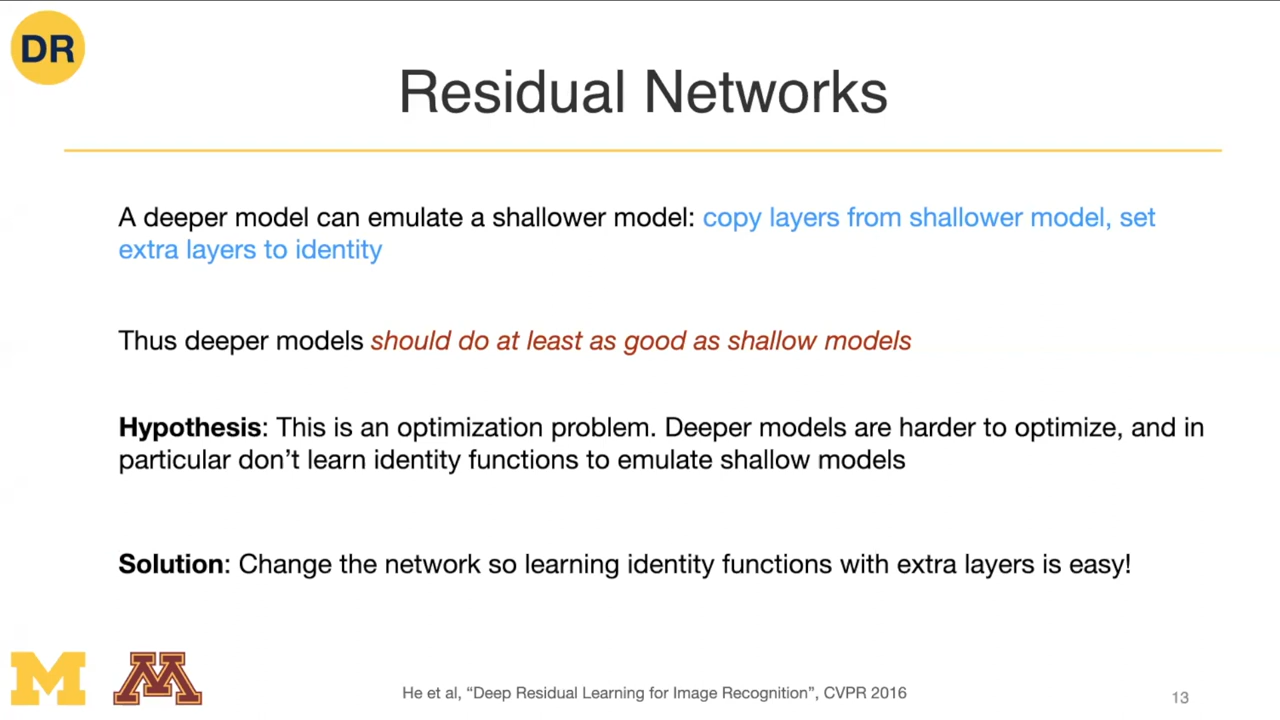 DR
Residual Networks
A deeper model can emulate a shallower model: copy layers from shallower model, set
extra layers to identity
Thus deeper models should do at least as good as shallow models
Hypothesis: This is an optimization problem. Deeper models are harder to optimize, and in
particular don’t learn identity functions to emulate shallow models
Solution: Change the network so learning identity functions with extra layers is easy!
M M
He et al, “Deep Residual Learning for Image Recognition”, CVPR 2016
13